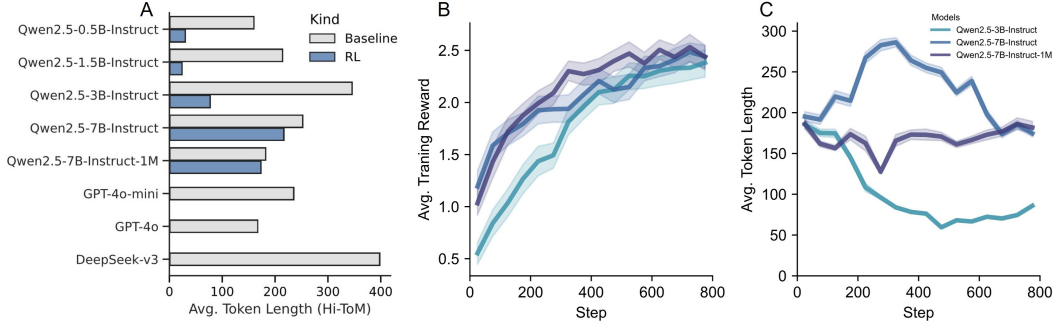 A
Kind
Baseline
RL
Qwen2.5-0.5B-Instruct
Qwen2.5-1.5B-Instruct
Qwen2.5-3B-Instruct
Qwen2.5-7B-Instruct
Qwen2.5-7B-Instruct-1M
GPT-4o-mini
GPT-4o
DeepSeek-v3
0 100 200 300 400
Avg. Token Length (Hi-ToM)
B
Avg. Traning Reward
2.5
2.0
1.5
1.0
0.5
0 200 400 600 800
Step
C
Models
Qwen2.5-3B-Instruct
Qwen2.5-7B-Instruct
Qwen2.5-7B-Instruct-1M
Avg. Token Length
300
250
200
150
100
50
0
0 200 400 600 800
Step